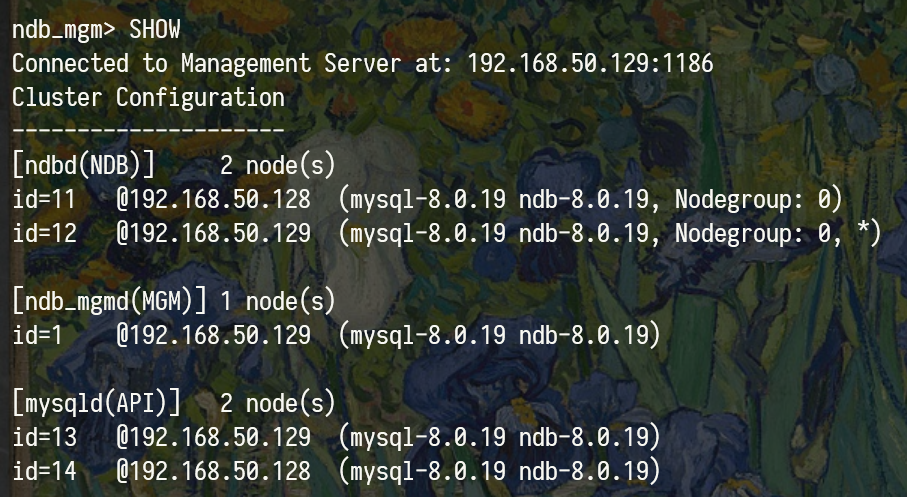 ndb_mgm> SHOW
Connected to Management Server at: 192.168.50.129:1186
Cluster Configuration
---------------------
[ndbd(NDB)]     2 node(s)
id=11   @192.168.50.128  (mysql-8.0.19 ndb-8.0.19, Nodegroup: 0)
id=12   @192.168.50.129  (mysql-8.0.19 ndb-8.0.19, Nodegroup: 0, *)

[ndb_mgmd(MGM)] 1 node(s)
id=1    @192.168.50.129  (mysql-8.0.19 ndb-8.0.19)

[mysqld(API)]   2 node(s)
id=13   @192.168.50.129  (mysql-8.0.19 ndb-8.0.19)
id=14   @192.168.50.128  (mysql-8.0.19 ndb-8.0.19)